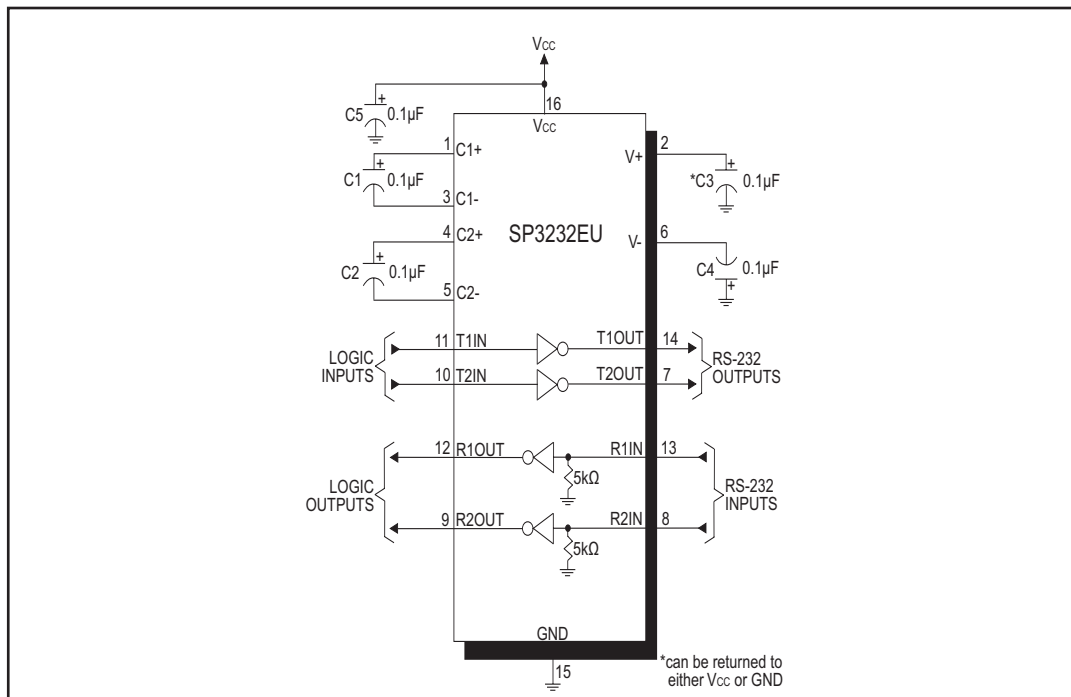 VCC
C5
+
0.1µF
16
VCC
1
C1+
C1
+
0.1µF
3
C1-
4
C2+
C2
+
0.1µF
5
C2-
SP3232EU
2
V+
*C3
+
0.1µF
6
V-
C4
0.1µF
+
LOGIC
INPUTS
11
T1IN
T1OUT
14
10
T2IN
T2OUT
7
RS-232
OUTPUTS
LOGIC
OUTPUTS
12
R1OUT
R1IN
13
5kΩ
9
R2OUT
R2IN
8
5kΩ
RS-232
INPUTS
GND
15
*can be returned to
either VCC or GND